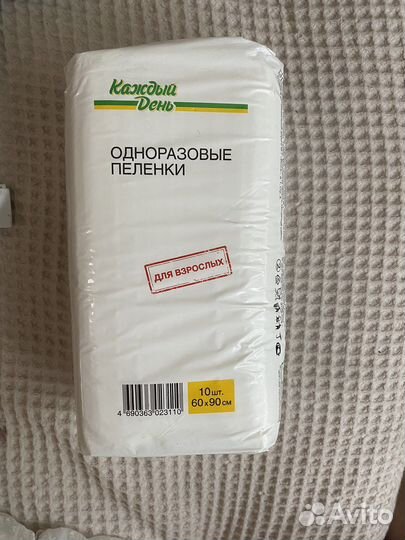 Каждый
День
ОДНОРАЗОВЫЕ
ПЕЛЕНКИ
ДЛЯ ВЗРОСЛЫХ
10 шт.
60 x 90 см
4 690363 023110
Avito